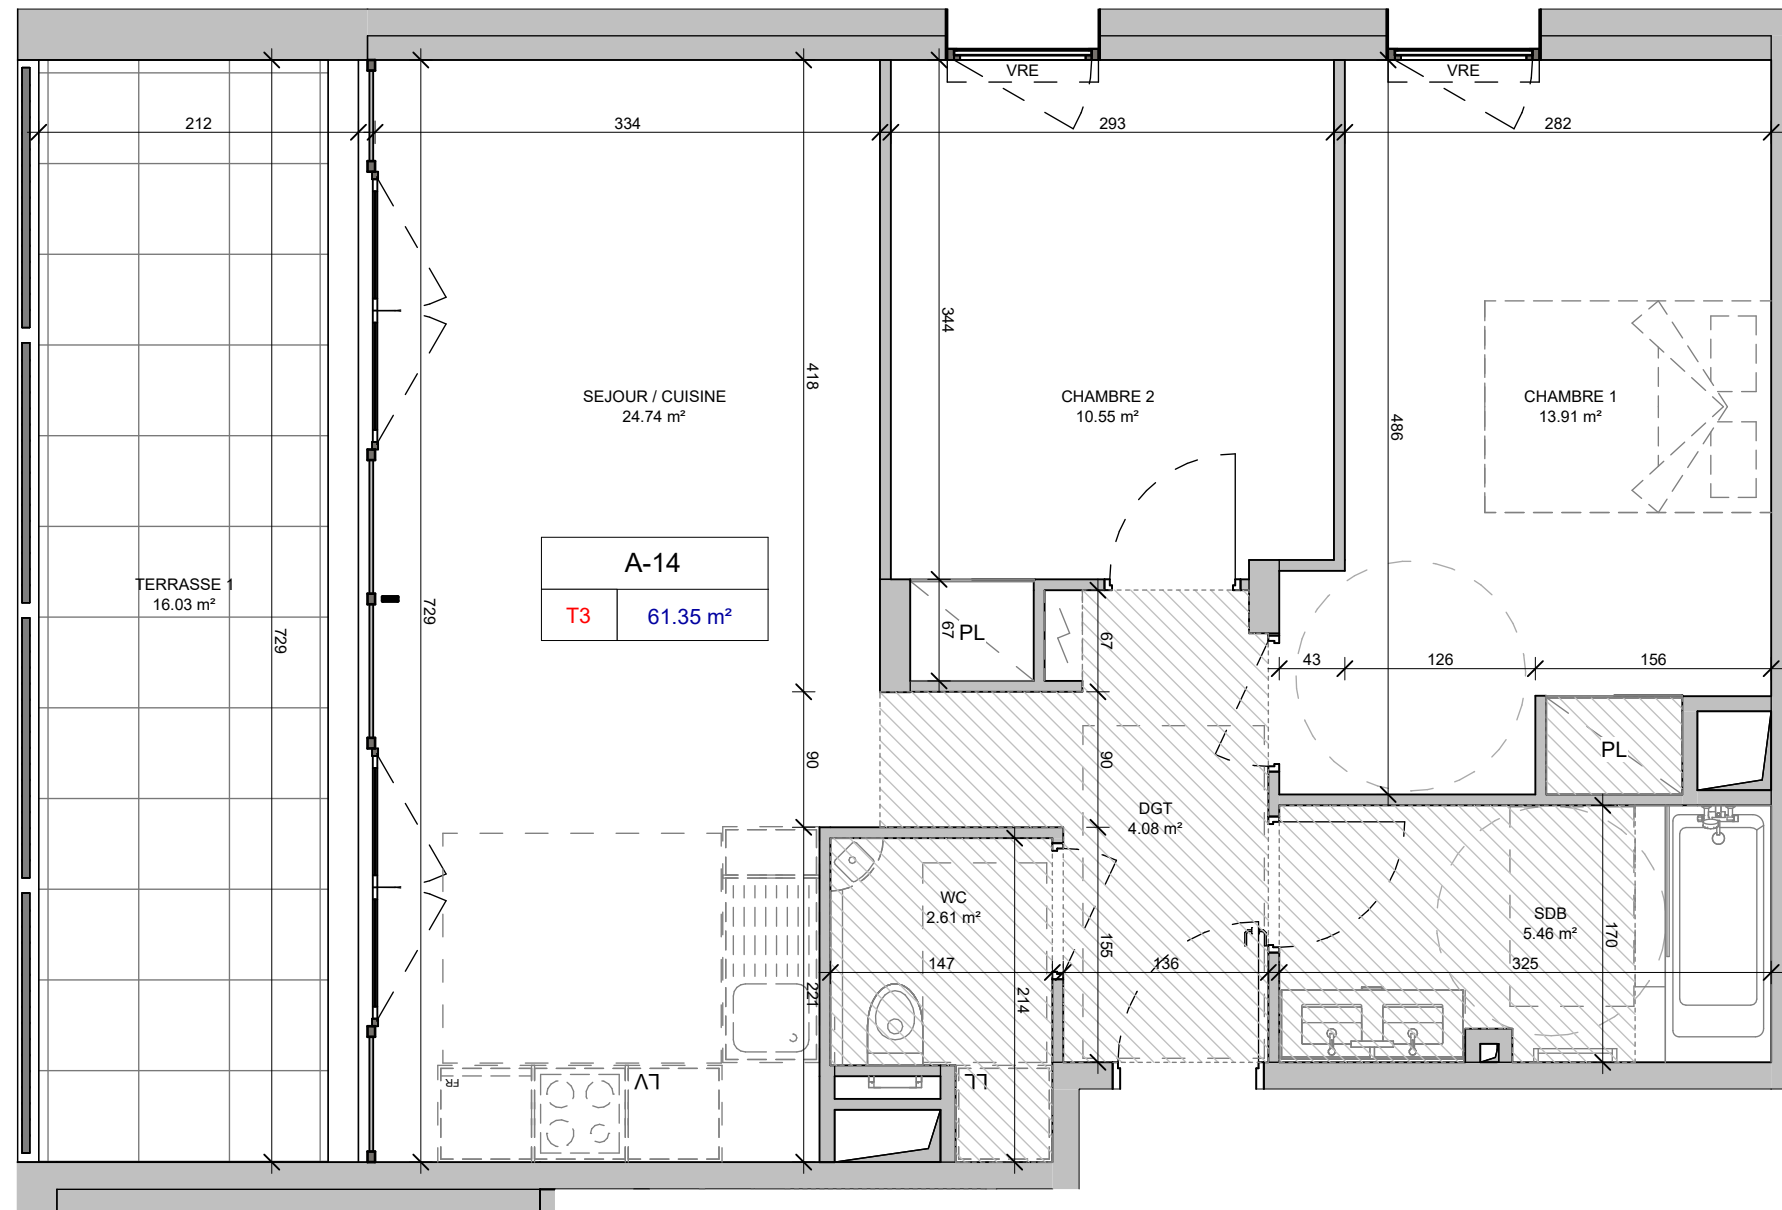 VRE
VRE
212
334
293
282
344
418
486
SEJOUR / CUISINE
24.74 m²
CHAMBRE 2
10.55 m²
CHAMBRE 1
13.91 m²
A-14
T3
61.35 m²
TERRASSE 1
16.03 m²
729
729
67
PL
67
43
126
156
90
90
PL
DGT
4.08 m²
WC
2.61 m²
SDB
5.46 m²
170
155
147
136
325
221
214
FR
LV
LL